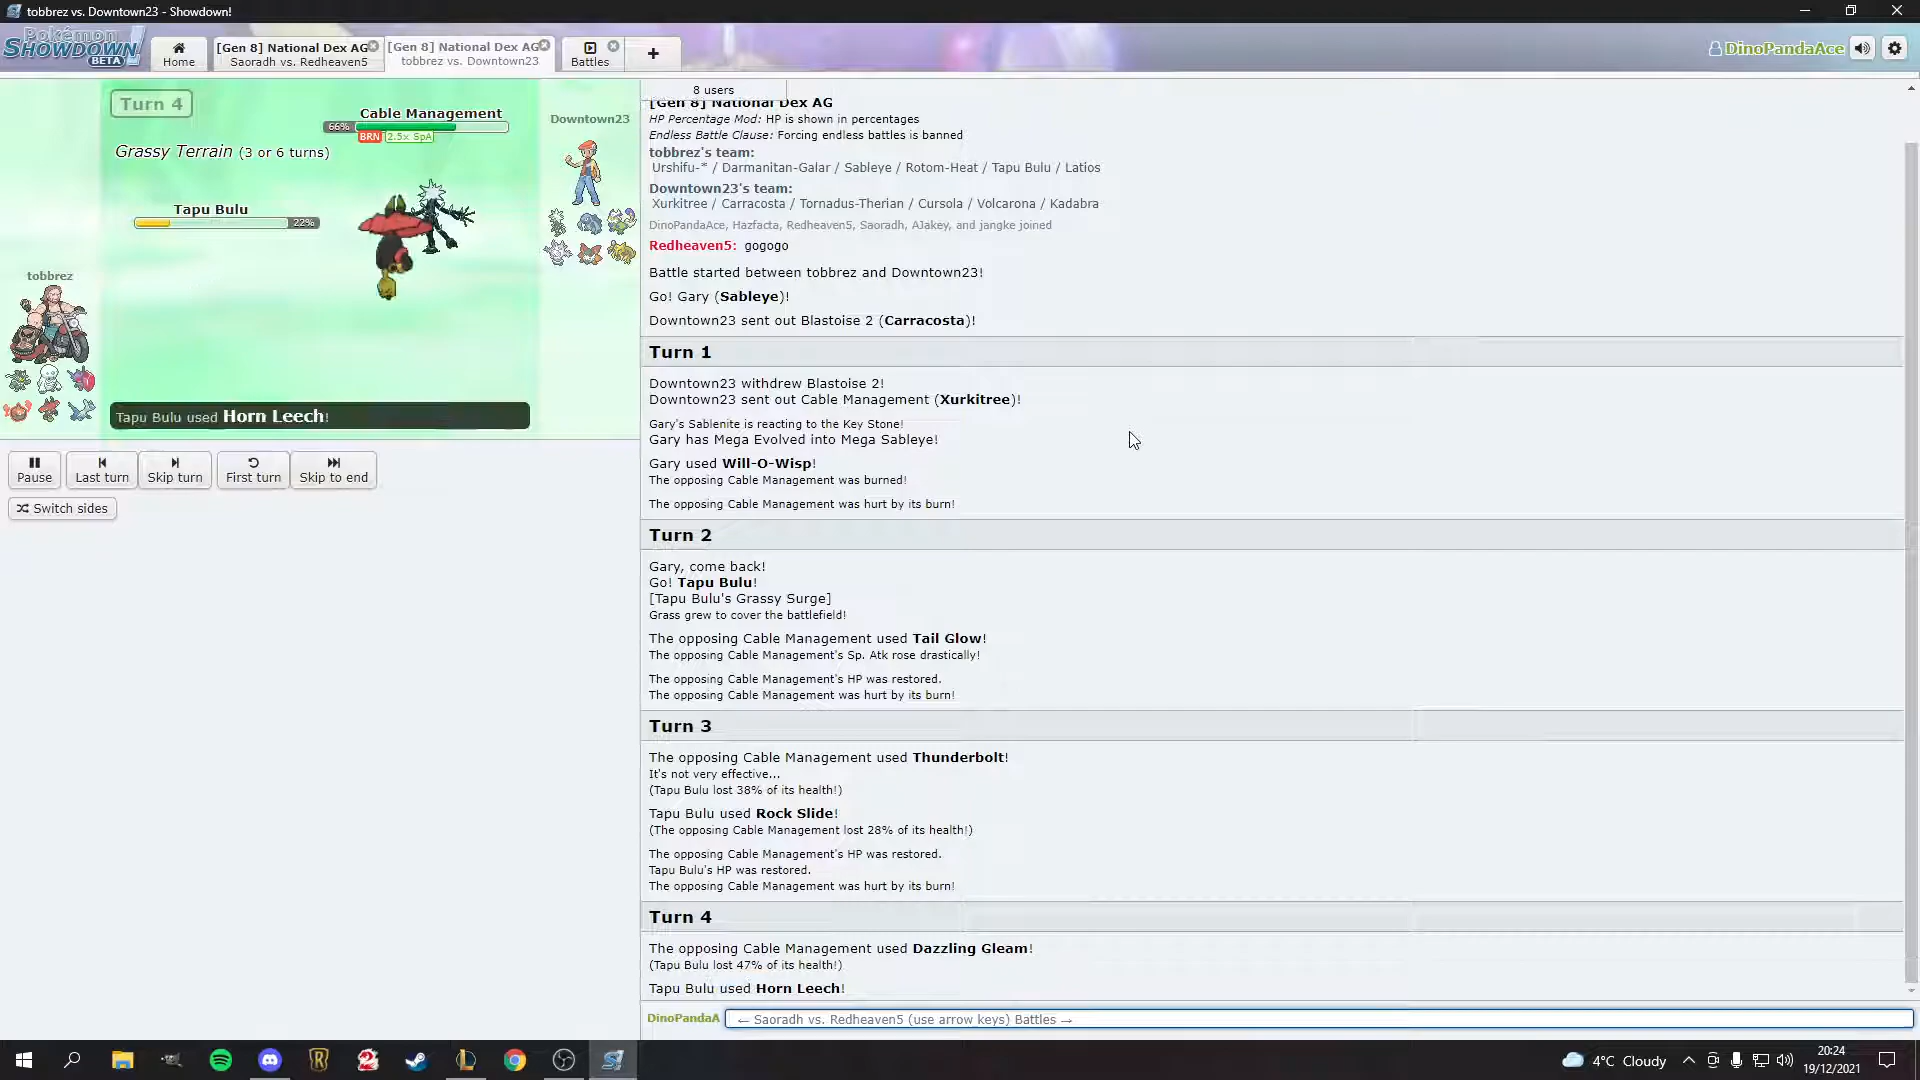 tobbrez vs. Downtown23 - Showdown!
Pokémon
SHOWDOWN
BETA
Home
[Gen 8] National Dex AG
Saoradh vs. Redheaven5
[Gen 8] National Dex AG
tobbrez vs. Downtown23
Battles
DinoPandaAce
Turn 4
Cable Management
66%
BRN 2.5x SpA
Grassy Terrain (3 or 6 turns)
Tapu Bulu
22%
Downtown23
tobbrez
Tapu Bulu used Horn Leech!
Pause
Last turn
Skip turn
First turn
Skip to end
Switch sides
8 users
[Gen 8] National Dex AG
HP Percentage Mod: HP is shown in percentages
Endless Battle Clause: Forcing endless battles is banned
tobbrez's team:
Urshifu-* / Darmanitan-Galar / Sableye / Rotom-Heat / Tapu Bulu / Latios
Downtown23's team:
Xurkitree / Carracosta / Tornadus-Therian / Cursola / Volcarona / Kadabra
DinoPandaAce, Hazfacta, Redheaven5, Saoradh, AJakey, and jangke joined
Redheaven5: gogogo
Battle started between tobbrez and Downtown23!
Go! Gary (Sableye)!
Downtown23 sent out Blastoise 2 (Carracosta)!
Turn 1
Downtown23 withdrew Blastoise 2!
Downtown23 sent out Cable Management (Xurkitree)!
Gary's Sablenite is reacting to the Key Stone!
Gary has Mega Evolved into Mega Sableye!
Gary used Will-O-Wisp!
The opposing Cable Management was burned!
The opposing Cable Management was hurt by its burn!
Turn 2
Gary, come back!
Go! Tapu Bulu!
[Tapu Bulu's Grassy Surge]
Grass grew to cover the battlefield!
The opposing Cable Management used Tail Glow!
The opposing Cable Management's Sp. Atk rose drastically!
The opposing Cable Management's HP was restored.
The opposing Cable Management was hurt by its burn!
Turn 3
The opposing Cable Management used Thunderbolt!
It's not very effective...
(Tapu Bulu lost 38% of its health!)
Tapu Bulu used Rock Slide!
(The opposing Cable Management lost 28% of its health!)
The opposing Cable Management's HP was restored.
Tapu Bulu's HP was restored.
The opposing Cable Management was hurt by its burn!
Turn 4
The opposing Cable Management used Dazzling Gleam!
(Tapu Bulu lost 47% of its health!)
Tapu Bulu used Horn Leech!
DinoPandaA
← Saoradh vs. Redheaven5 (use arrow keys) Battles →
4°C Cloudy
20:24
19/12/2021